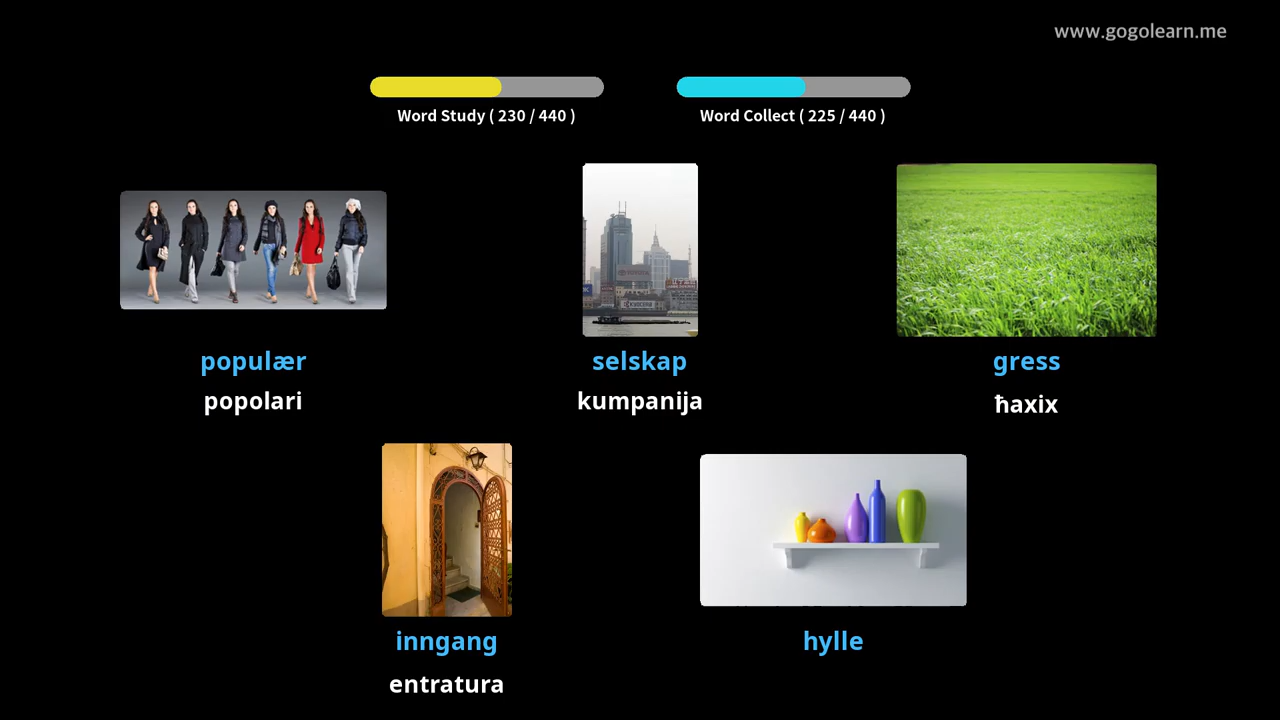 www.gogolearn.me
Word Study ( 230 / 440 )
Word Collect ( 225 / 440 )
populær
popolari
selskap
kumpanija
gress
ħaxix
inngang
entratura
hylle